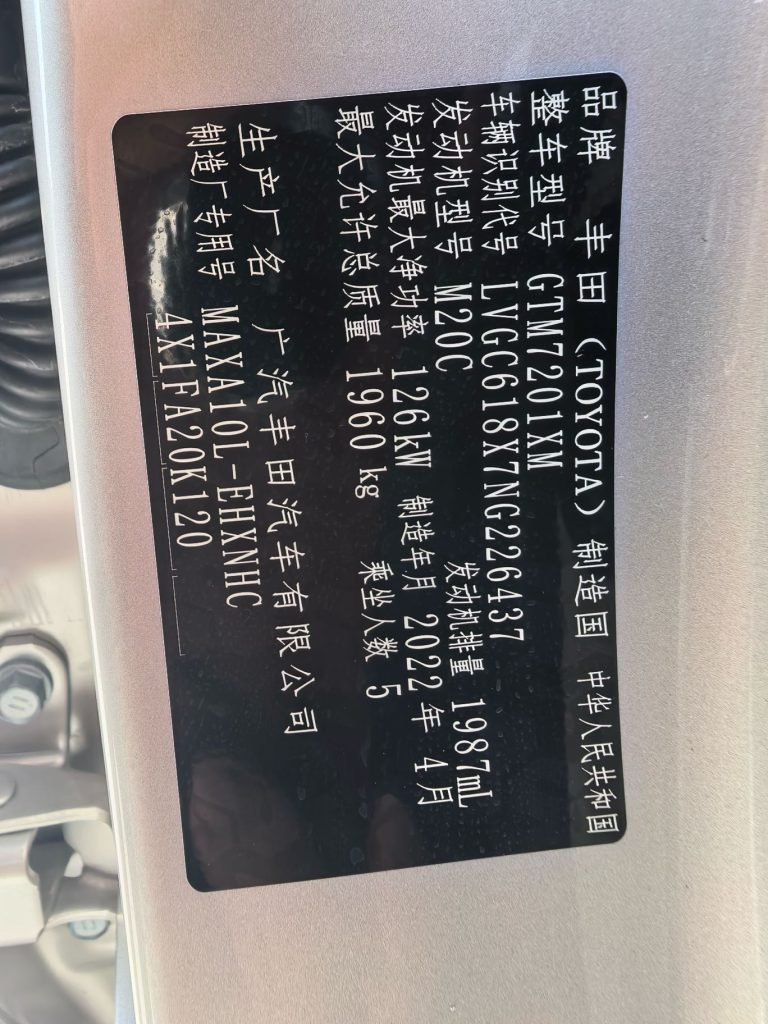 品牌 丰田（TOYOTA） 制造国 中华人民共和国
整车型号 GTM7201XM
车辆识别代号 LVGC618X7NG226437
发动机型号 M20C 发动机排量 1987mL
发动机最大净功率 126kW 制造年月 2022年 4月
最大允许总质量 1960 kg 乘坐人数 5
生产厂名 广汽丰田汽车有限公司
制造厂专用号 MAXA10L-EHXNHC
4X1FA20K120